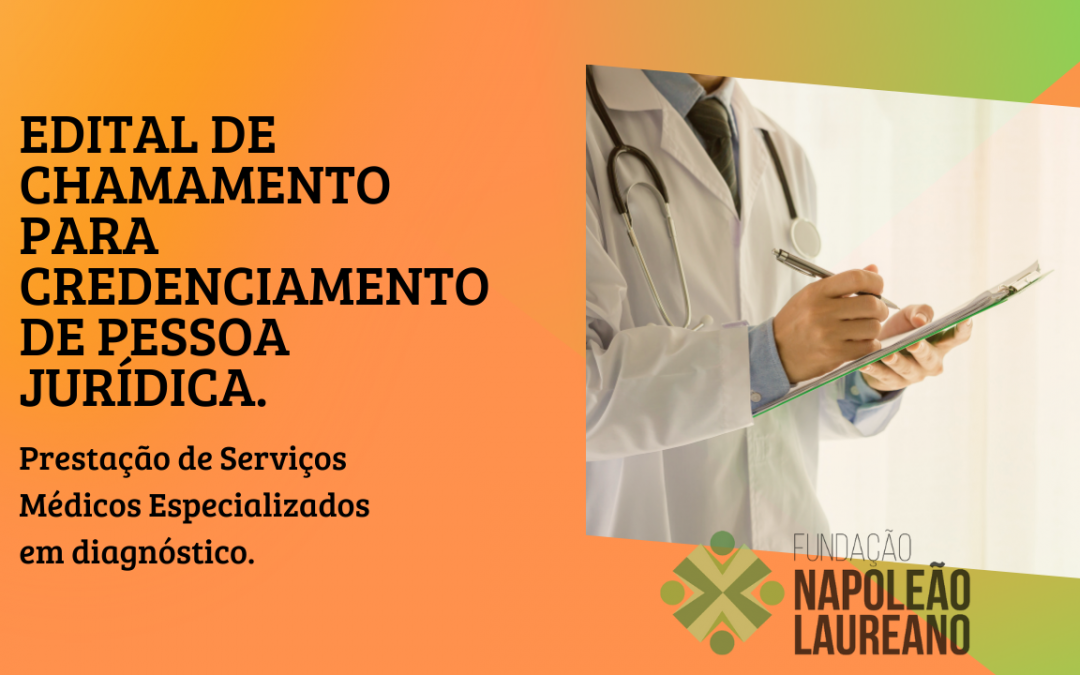 EDITAL DE
CHAMAMENTO
PARA
CREDENCIAMENTO
DE PESSOA
JURÍDICA.
Prestação de Serviços
Médicos Especializados
em diagnóstico.
FUNDAÇÃO
NAPOLEÃO
LAUREANO